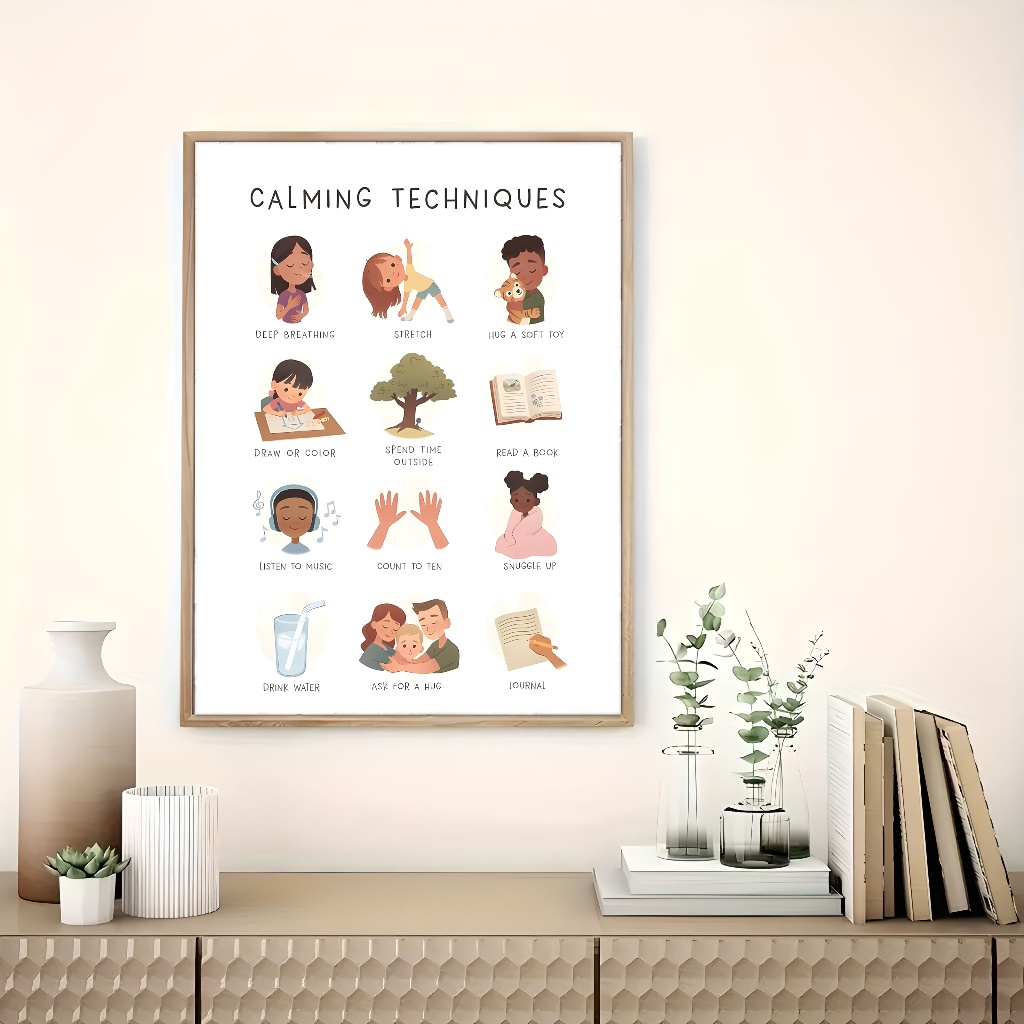 CALMING TECHNIQUES
DEEP BREATHING
STRETCH
HUG A SOFT TOY
DRAW OR COLOR
SPEND TIME
OUTSIDE
READ A BOOK
LISTEN TO MUSIC
COUNT TO TEN
SNUGGLE UP
DRINK WATER
ASK FOR A HUG
JOURNAL